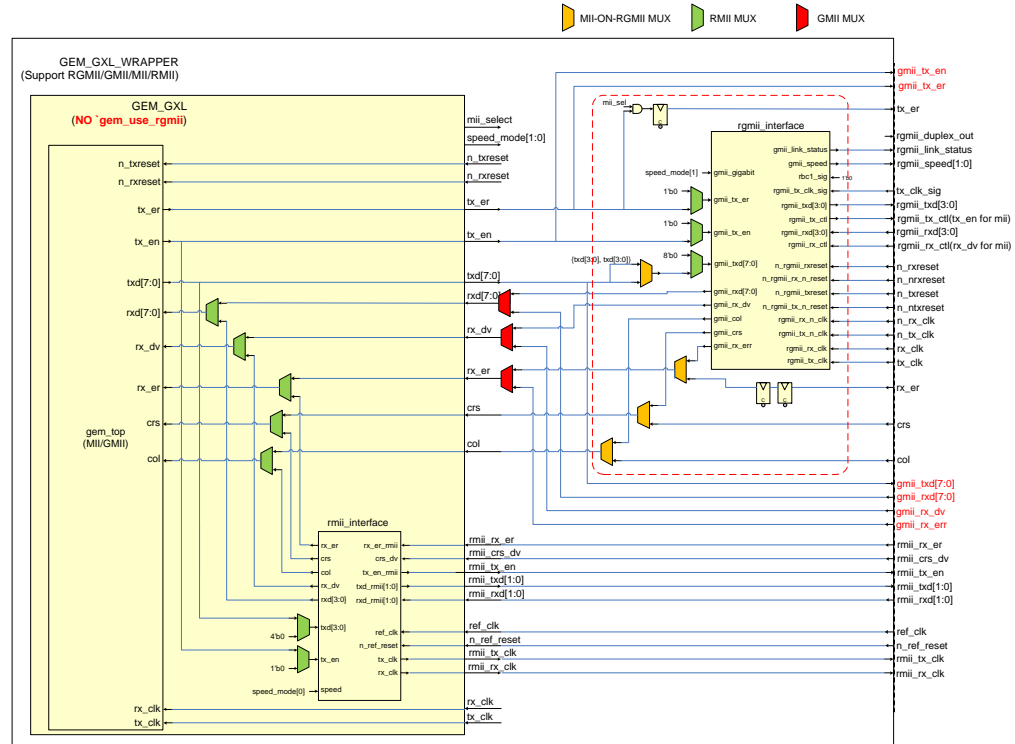 MII-ON-RGMII MUX
RMII MUX
GMII MUX
GEM_GXL_WRAPPER
(Support RGMII/GMII/MII/RMII)
GEM_GXL
(NO `gem_use_rgmii)
mii_select
speed_mode[1:0]
n_txreset
n_rxreset
tx_er
tx_en
txd[7:0]
rxd[7:0]
rx_dv
rx_er
crs
col
gem_top
(MII/GMII)
n_txreset
n_rxreset
tx_er
tx_en
txd[7:0]
rxd[7:0]
rx_dv
rx_er
crs
col
rmii_interface
rx_er
crs
col
rx_dv
rxd[3:0]
txd[3:0]
tx_en
speed
rx_er_rmii
crs_dv
tx_en_rmii
txd_rmii[1:0]
rxd_rmii[1:0]
ref_clk
n_ref_reset
tx_clk
rx_clk
4'b0
1'b0
speed_mode[0]
rmii_rx_er
rmii_crs_dv
rmii_tx_en
rmii_txd[1:0]
rmii_rxd[1:0]
ref_clk
n_ref_reset
rmii_tx_clk
rmii_rx_clk
rx_clk
tx_clk
rx_clk
tx_clk
mii_sel
C
rgmii_interface
speed_mode[1]
1'b0
1'b0
8'b0
{txd[3:0], txd[3:0]}
gmii_gigabit
gmii_tx_er
gmii_tx_en
gmii_txd[7:0]
gmii_rxd[7:0]
gmii_rx_dv
gmii_col
gmii_crs
gmii_rx_err
gmii_link_status
gmii_speed
rbc1_sig
rgmii_tx_clk_sig
rgmii_txd[3:0]
rgmii_tx_ctl
rgmii_rxd[3:0]
rgmii_rx_ctl
n_rgmii_rxreset
n_rgmii_rx_n_reset
n_rgmii_txreset
n_rgmii_tx_n_reset
rgmii_rx_n_clk
rgmii_tx_n_clk
rgmii_rx_clk
rgmii_tx_clk
1'b0
C
C
gmii_tx_en
gmii_tx_er
tx_er
rgmii_duplex_out
rgmii_link_status
rgmii_speed[1:0]
tx_clk_sig
rgmii_txd[3:0]
rgmii_tx_ctl(tx_en for mii)
rgmii_rxd[3:0]
rgmii_rx_ctl(rx_dv for mii)
n_rxreset
n_nrxreset
n_txreset
n_ntxreset
n_rx_clk
n_tx_clk
rx_clk
tx_clk
rx_er
crs
col
gmii_txd[7:0]
gmii_rxd[7:0]
gmii_rx_dv
gmii_rx_err
rmii_rx_er
rmii_crs_dv
rmii_tx_en
rmii_txd[1:0]
rmii_rxd[1:0]
ref_clk
n_ref_reset
rmii_tx_clk
rmii_rx_clk